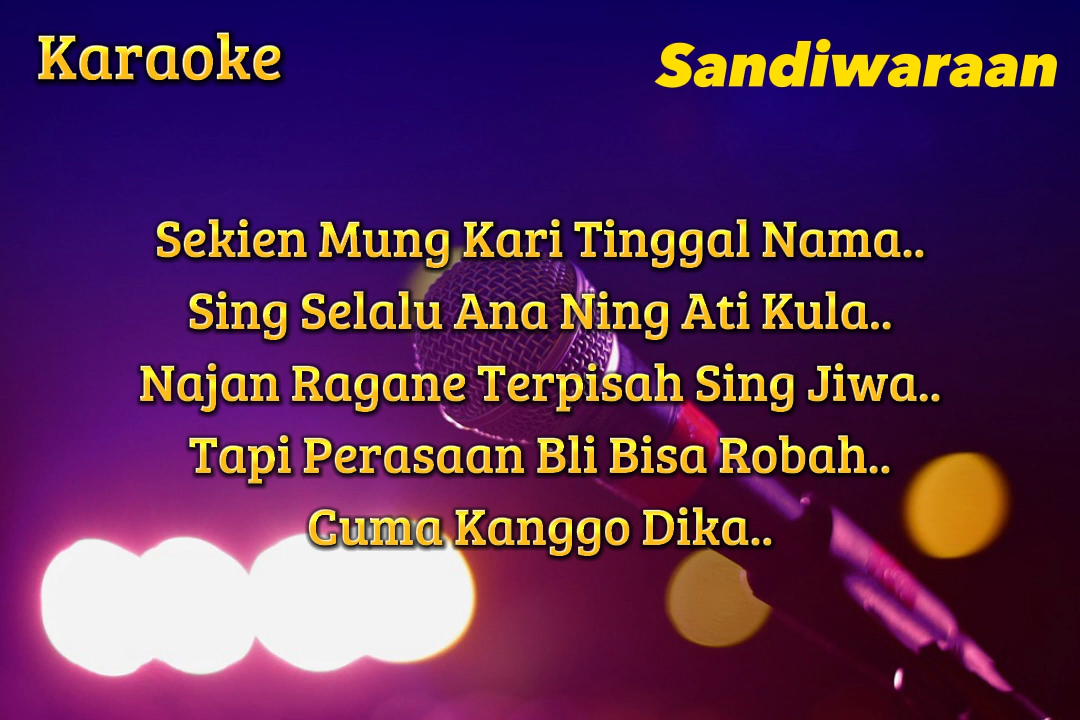 Karaoke
Sandiwaraan
Sekien Mung Kari Tinggal Nama..
Sing Selalu Ana Ning Ati Kula..
Najan Ragane Terpisah Sing Jiwa..
Tapi Perasaan Bli Bisa Robah..
Cuma Kanggo Dika..